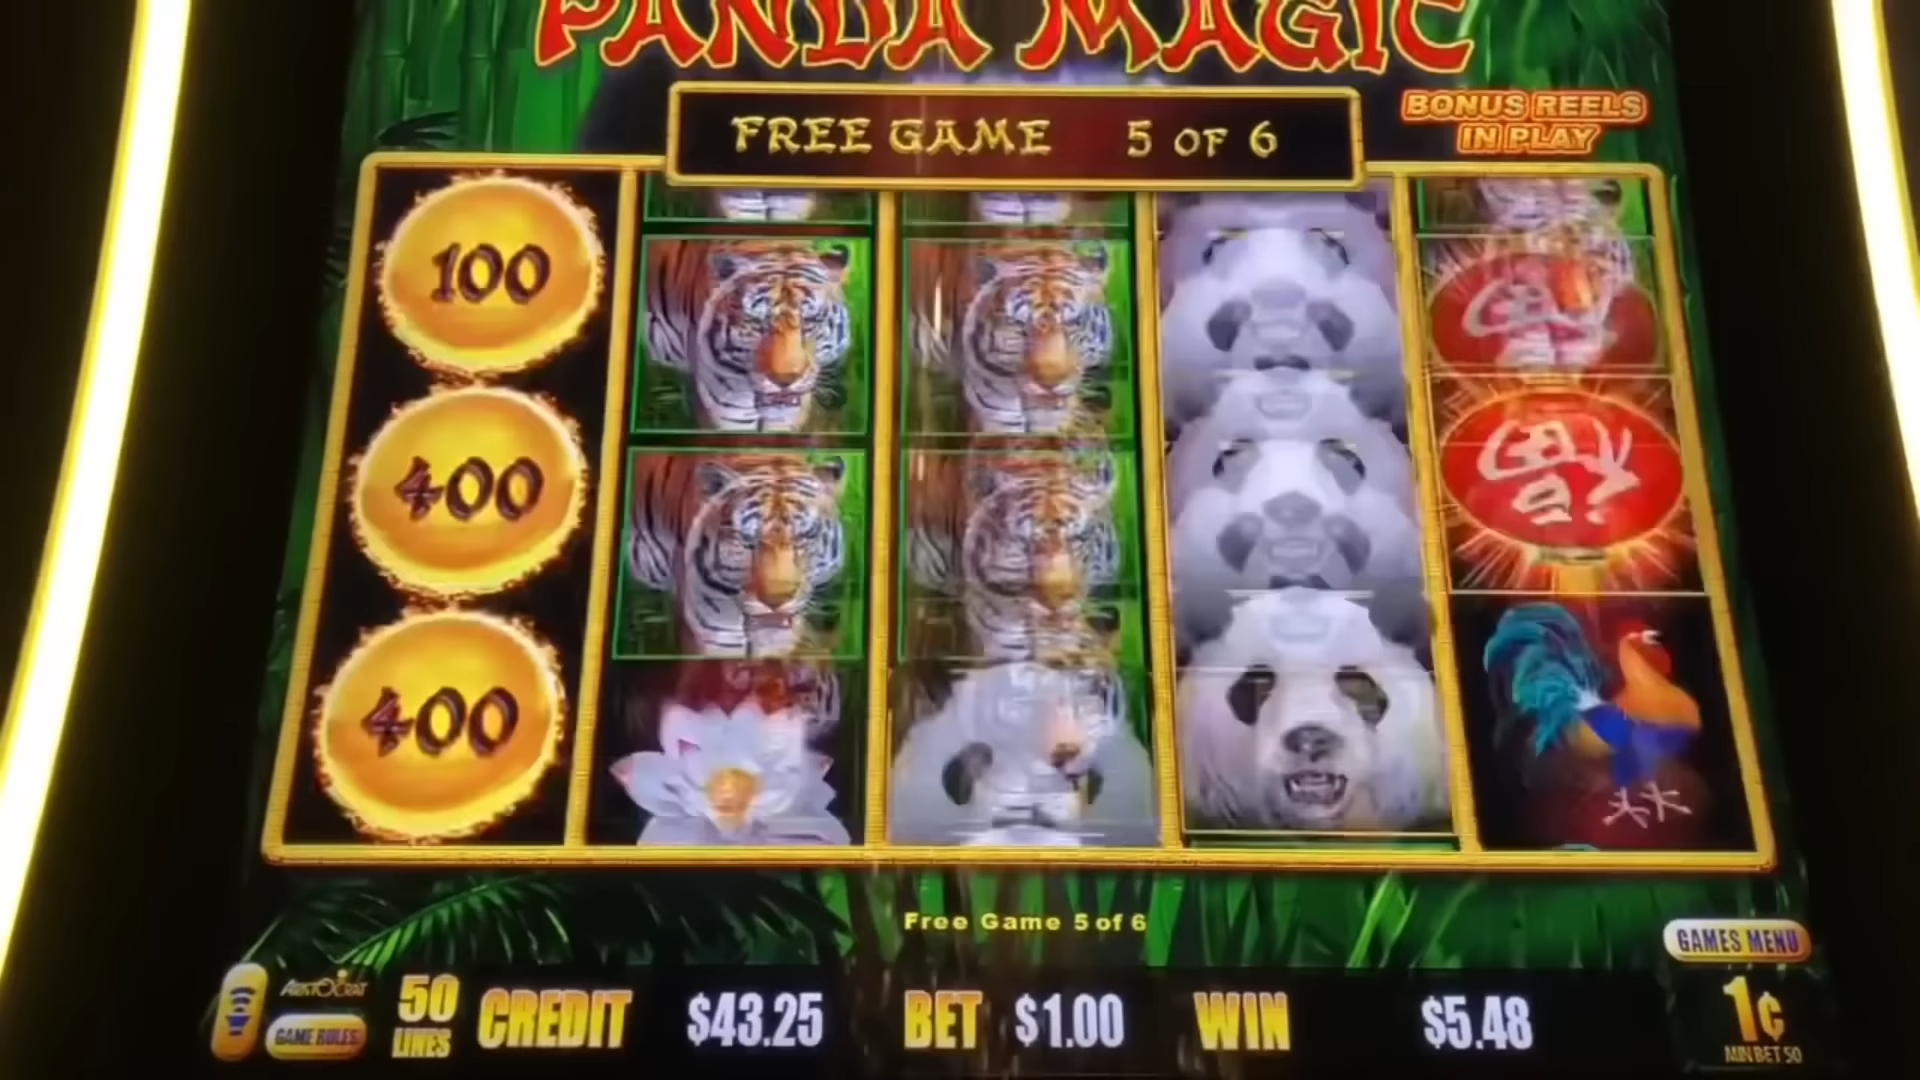 PANDA MAGIC
FREE GAME 5 OF 6
BONUS REELS
IN PLAY
100
400
400
Free Game 5 of 6
GAMES MENU
ARISTOCRAT
GAME RULES
50
LINES
CREDIT $43.25
BET $1.00
WIN $5.48
1¢
MIN BET 50